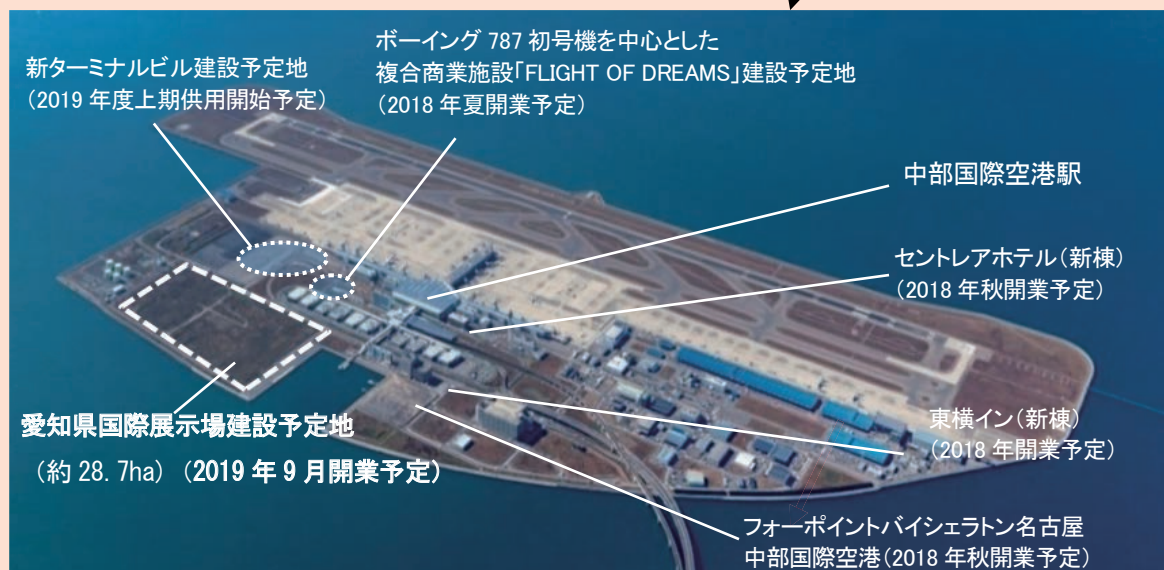 新ターミナルビル建設予定地
(2019 年度上期供用開始予定)
ボーイング 787 初号機を中心とした
複合商業施設「FLIGHT OF DREAMS」建設予定地
(2018 年夏開業予定)
中部国際空港駅
セントレアホテル(新棟)
(2018 年秋開業予定)
愛知県国際展示場建設予定地
(約 28.7ha) (2019 年 9 月開業予定)
東横イン(新棟)
(2018 年開業予定)
フォーポイントバイシェラトン名古屋
中部国際空港(2018 年秋開業予定)